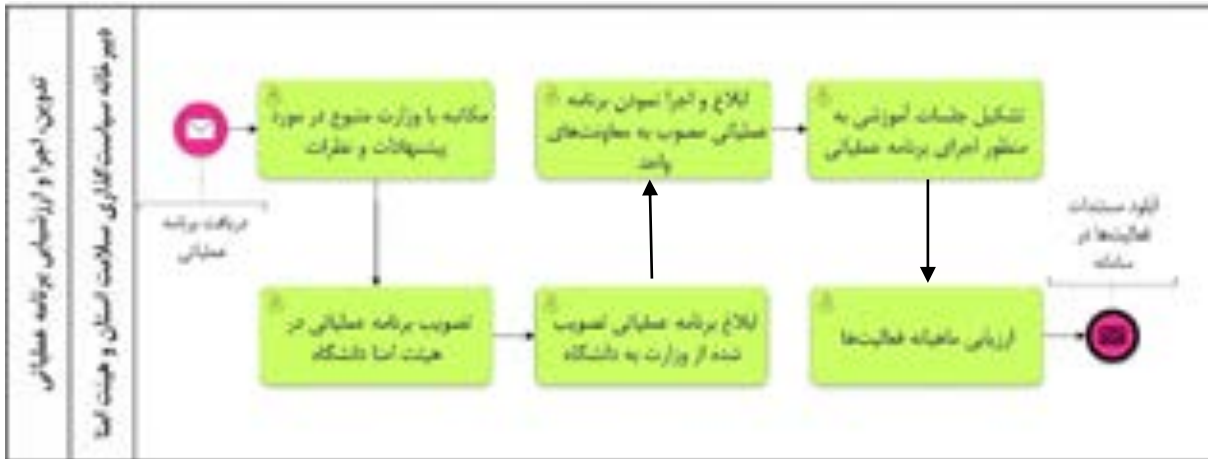 تدوین، اجرا و ارزشیابی برنامه عملیاتی
دبیرخانه سیاست‌گذاری سلامت استان و هیئت امنا
دریافت برنامه
عملیاتی
مکاتبه با وزارت متبوع در مورد
پیشنهادات و نظرات
تصویب برنامه عملیاتی در
هیئت امنا دانشگاه
ابلاغ برنامه عملیاتی تصویب
شده از وزارت به دانشگاه
ابلاغ و اجرا نمودن برنامه
عملیاتی مصوب به معاونت‌های
واحد
تشکیل جلسات آموزشی به
منظور اجرای برنامه عملیاتی
ارزیابی ماهیانه فعالیت‌ها
آپلود مستندات
فعالیت‌ها در
سامانه